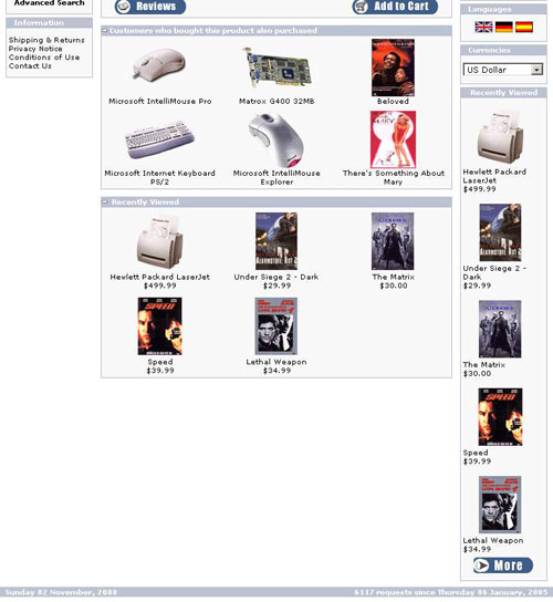 Advanced Search
Information
Shipping & Returns
Privacy Notice
Conditions of Use
Contact Us
Reviews
Add to Cart
Customers who bought this product also purchased
Microsoft IntelliMouse Pro
Matrox G400 32MB
Beloved
Microsoft Internet Keyboard
PS/2
Microsoft IntelliMouse
Explorer
There's Something About
Mary
Recently Viewed
Hewlett Packard LaserJet
$499.99
Under Siege 2 - Dark
$29.99
The Matrix
$30.00
SPEED
Speed
$39.99
Lethal Weapon
$34.99
Languages
Currencies
US Dollar
Recently Viewed
Hewlett Packard
LaserJet
$499.99
Under Siege 2 -
Dark
$29.99
The Matrix
$30.00
SPEED
Speed
$39.99
Lethal Weapon
$34.99
More
Sunday 02 November, 2008
6117 requests since Thursday 06 January, 2005